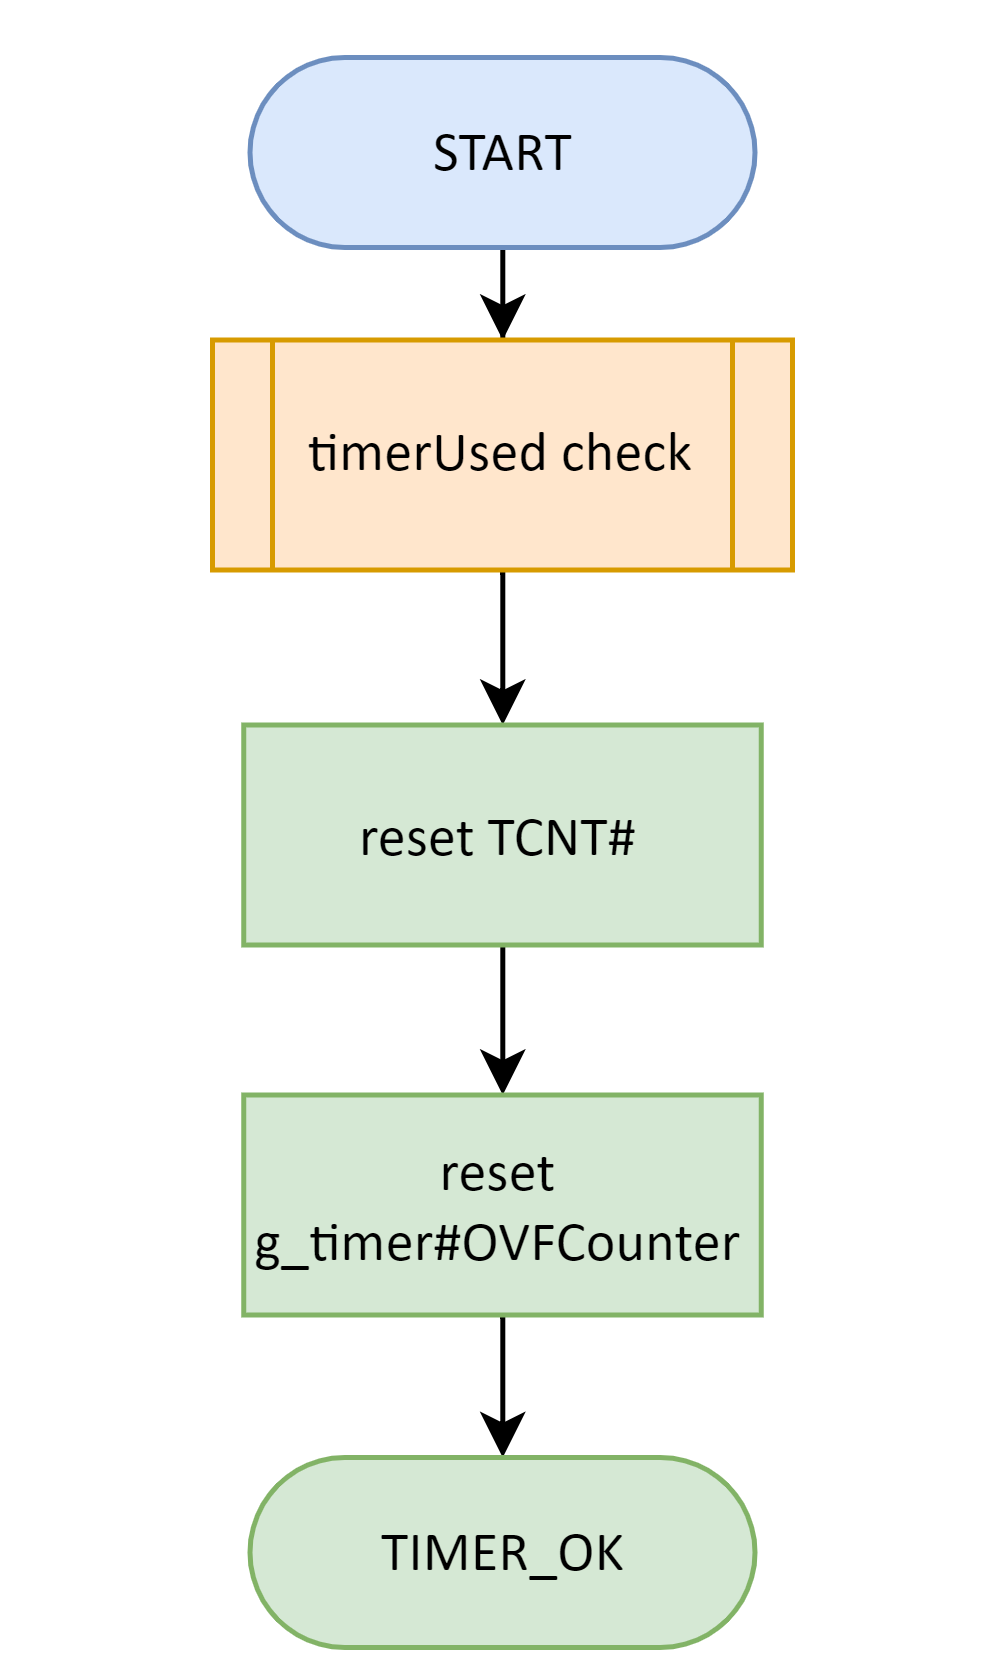 START
timerUsed check
reset TCNT#
reset
g_timer#OVFCounter
TIMER_OK